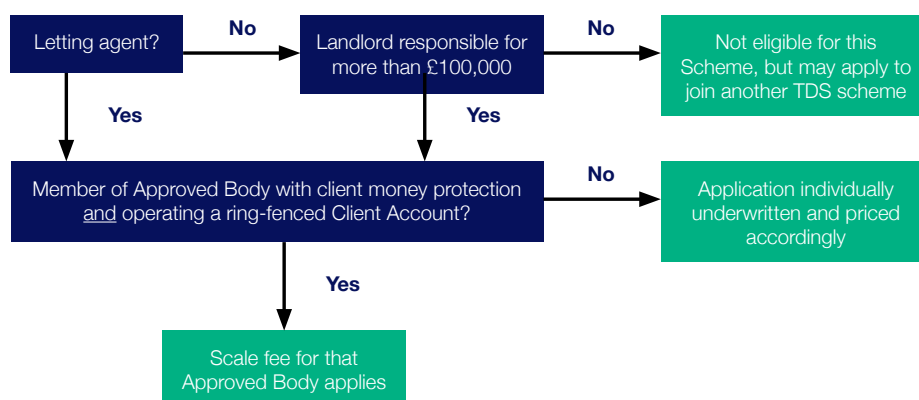 Letting agent?
No
Landlord responsible for
more than £100,000
No
Not eligible for this
Scheme, but may apply to
join another TDS scheme
Yes
Yes
Member of Approved Body with client money protection
and operating a ring-fenced Client Account?
No
Application individually
underwritten and priced
accordingly
Yes
Scale fee for that
Approved Body applies